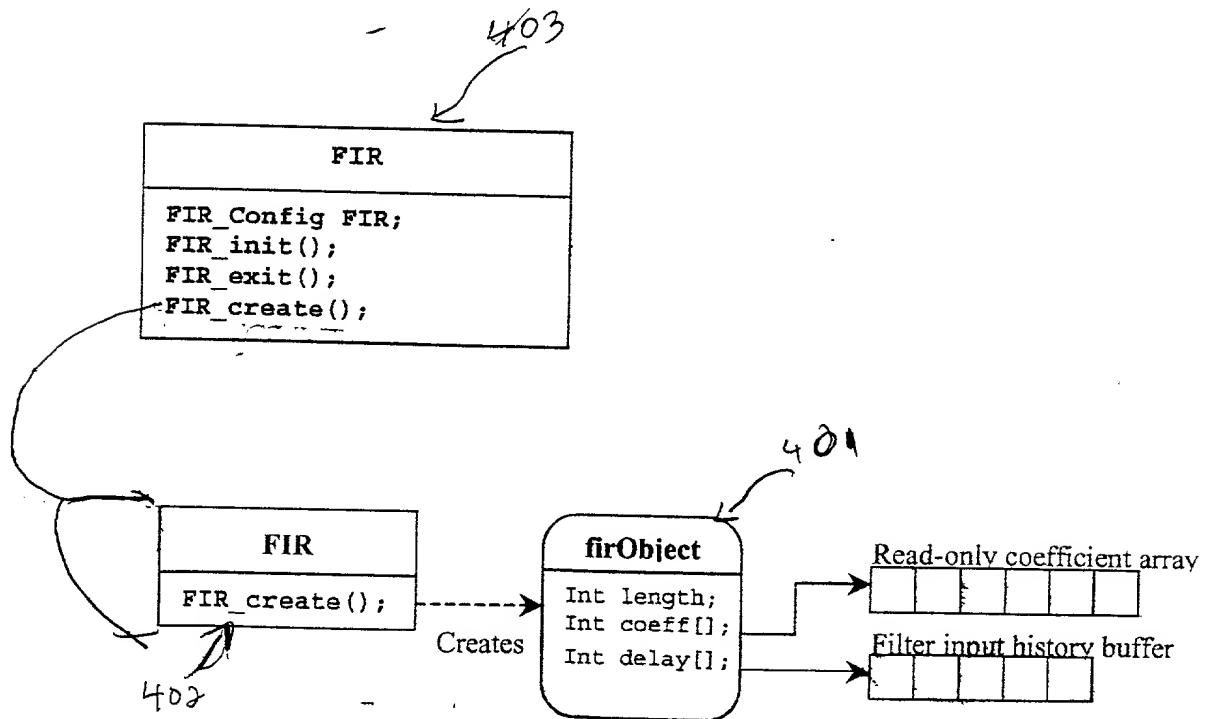 403
FIR
FIR_Config FIR;
FIR_init();
FIR_exit();
FIR_create();
401
FIR
FIR_create();
Creates
firObject
Int length;
Int coeff[];
Int delay[];
Read-only coefficient array
Filter input history buffer
402